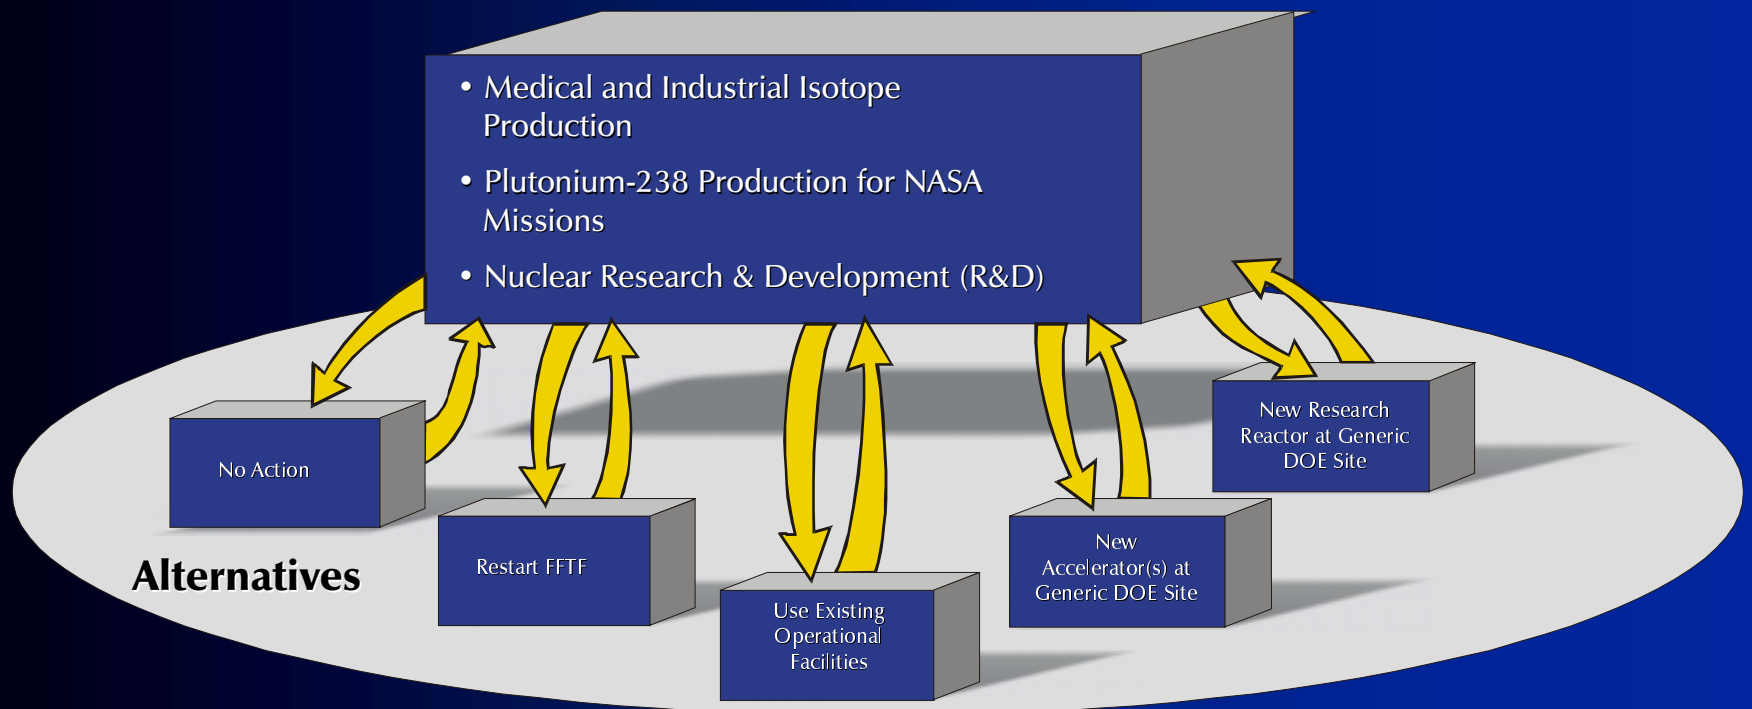 • Medical and Industrial Isotope
Production
• Plutonium-238 Production for NASA
Missions
• Nuclear Research & Development (R&D)
No Action
Alternatives
Restart FFTF
Use Existing
Operational
Facilities
New
Accelerator(s) at
Generic DOE Site
New Research
Reactor at Generic
DOE Site